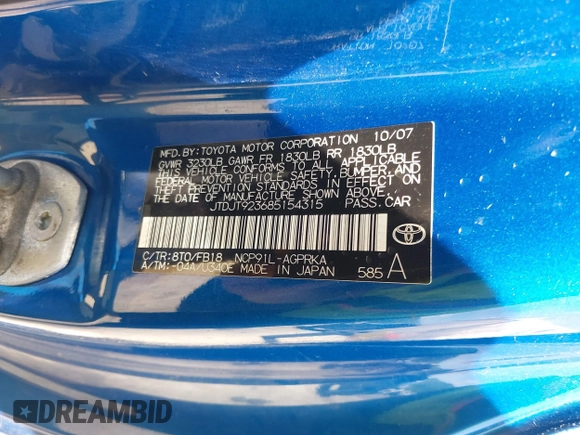 MFD.BY:TOYOTA MOTOR CORPORATION 10/07
GVWR 3230LB GAWR FR 1830LB RR 1830LB
THIS VEHICLE CONFORMS TO ALL APPLICABLE
FEDERAL MOTOR VEHICLE SAFETY, BUMPER, AND
THEFT PREVENTION STANDARDS IN EFFECT ON
THE DATE OF MANUFACTURE SHOWN ABOVE.
JTDJT923685154315 PASS.CAR
C/TR:8T0/FB18 NCP91L-AGPRKA
A/TM:-04A/U340E MADE IN JAPAN 585 A
DREAMBID